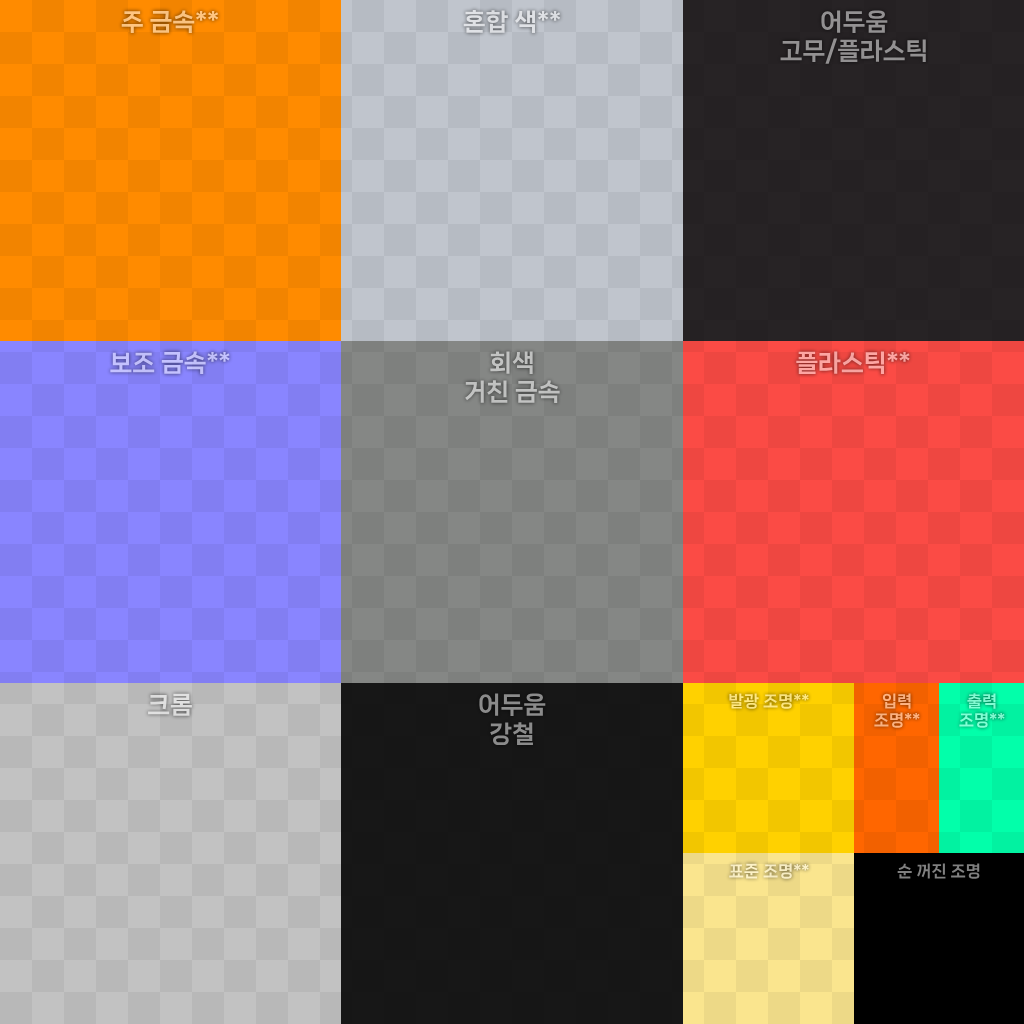 주 금속**
혼합 색**
어두움
고무/플라스틱
보조 금속**
회색
거친 금속
플라스틱**
크롬
어두움
강철
발광 조명**
입력
조명**
출력
조명**
표준 조명**
순 꺼진 조명